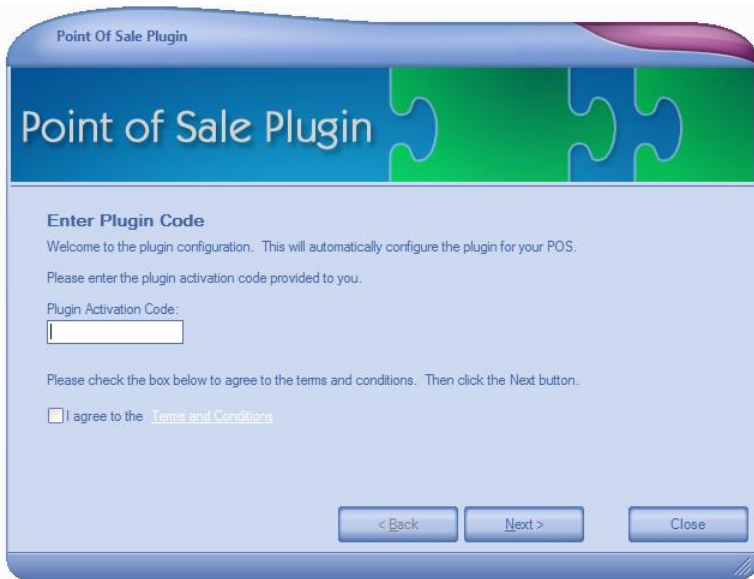 Point Of Sale Plugin
Point of Sale Plugin
Enter Plugin Code
Welcome to the plugin configuration. This will automatically configure the plugin for your POS.
Please enter the plugin activation code provided to you.
Plugin Activation Code:
Please check the box below to agree to the terms and conditions. Then click the Next button.
I agree to the Terms and Conditions
< Back Next > Close